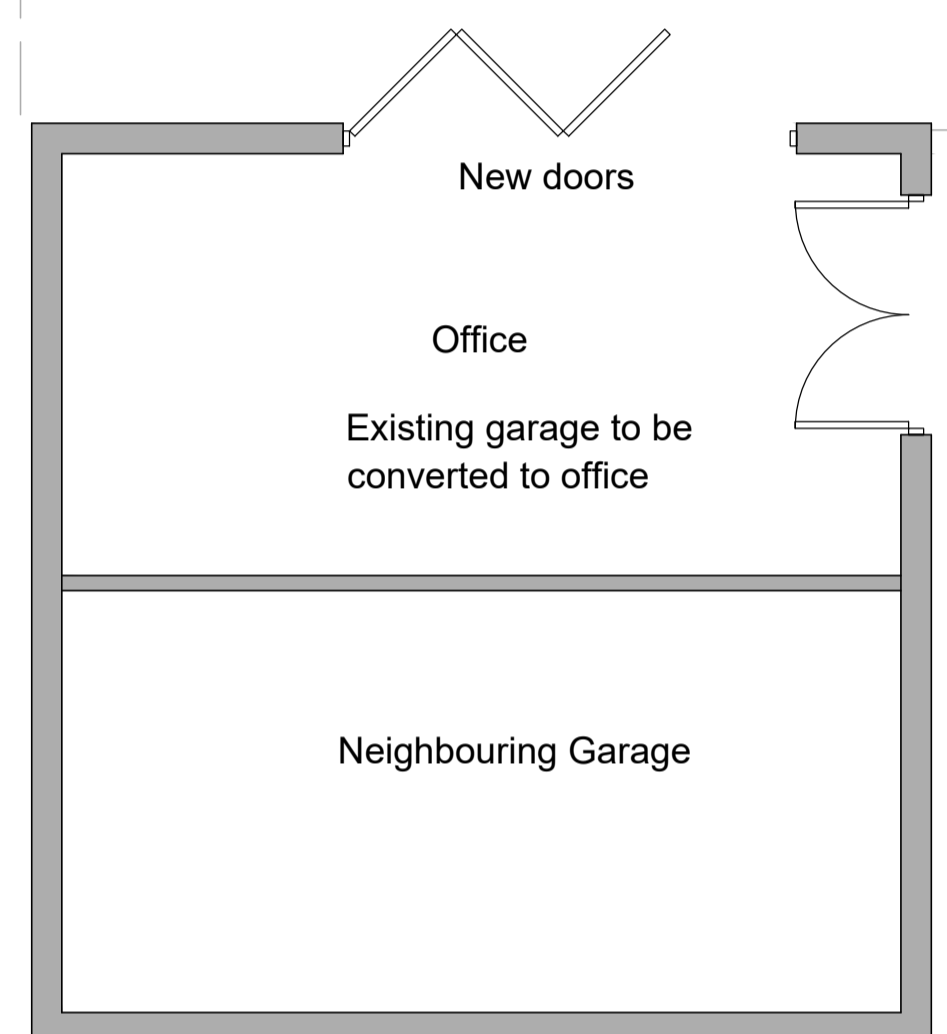 New doors
Office
Existing garage to be
converted to office
Neighbouring Garage